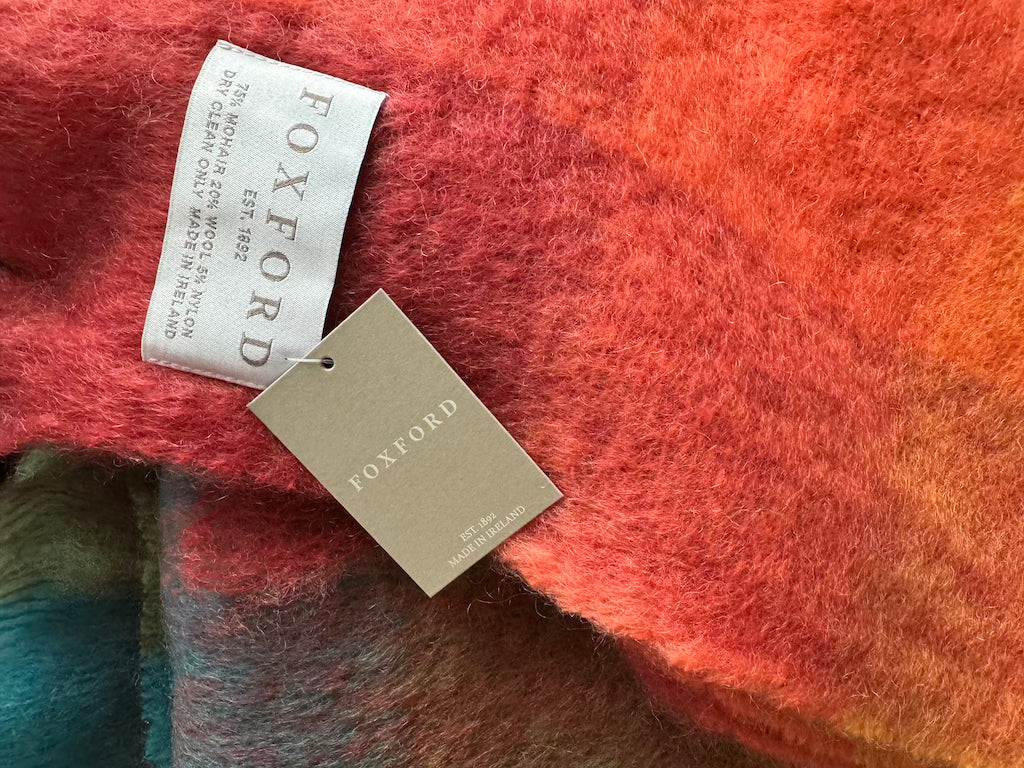 FOXFORD
EST. 1892
75% MOHAIR 20% WOOL 5% NYLON
DRY CLEAN ONLY MADE IN IRELAND
FOXFORD
EST. 1892
MADE IN IRELAND